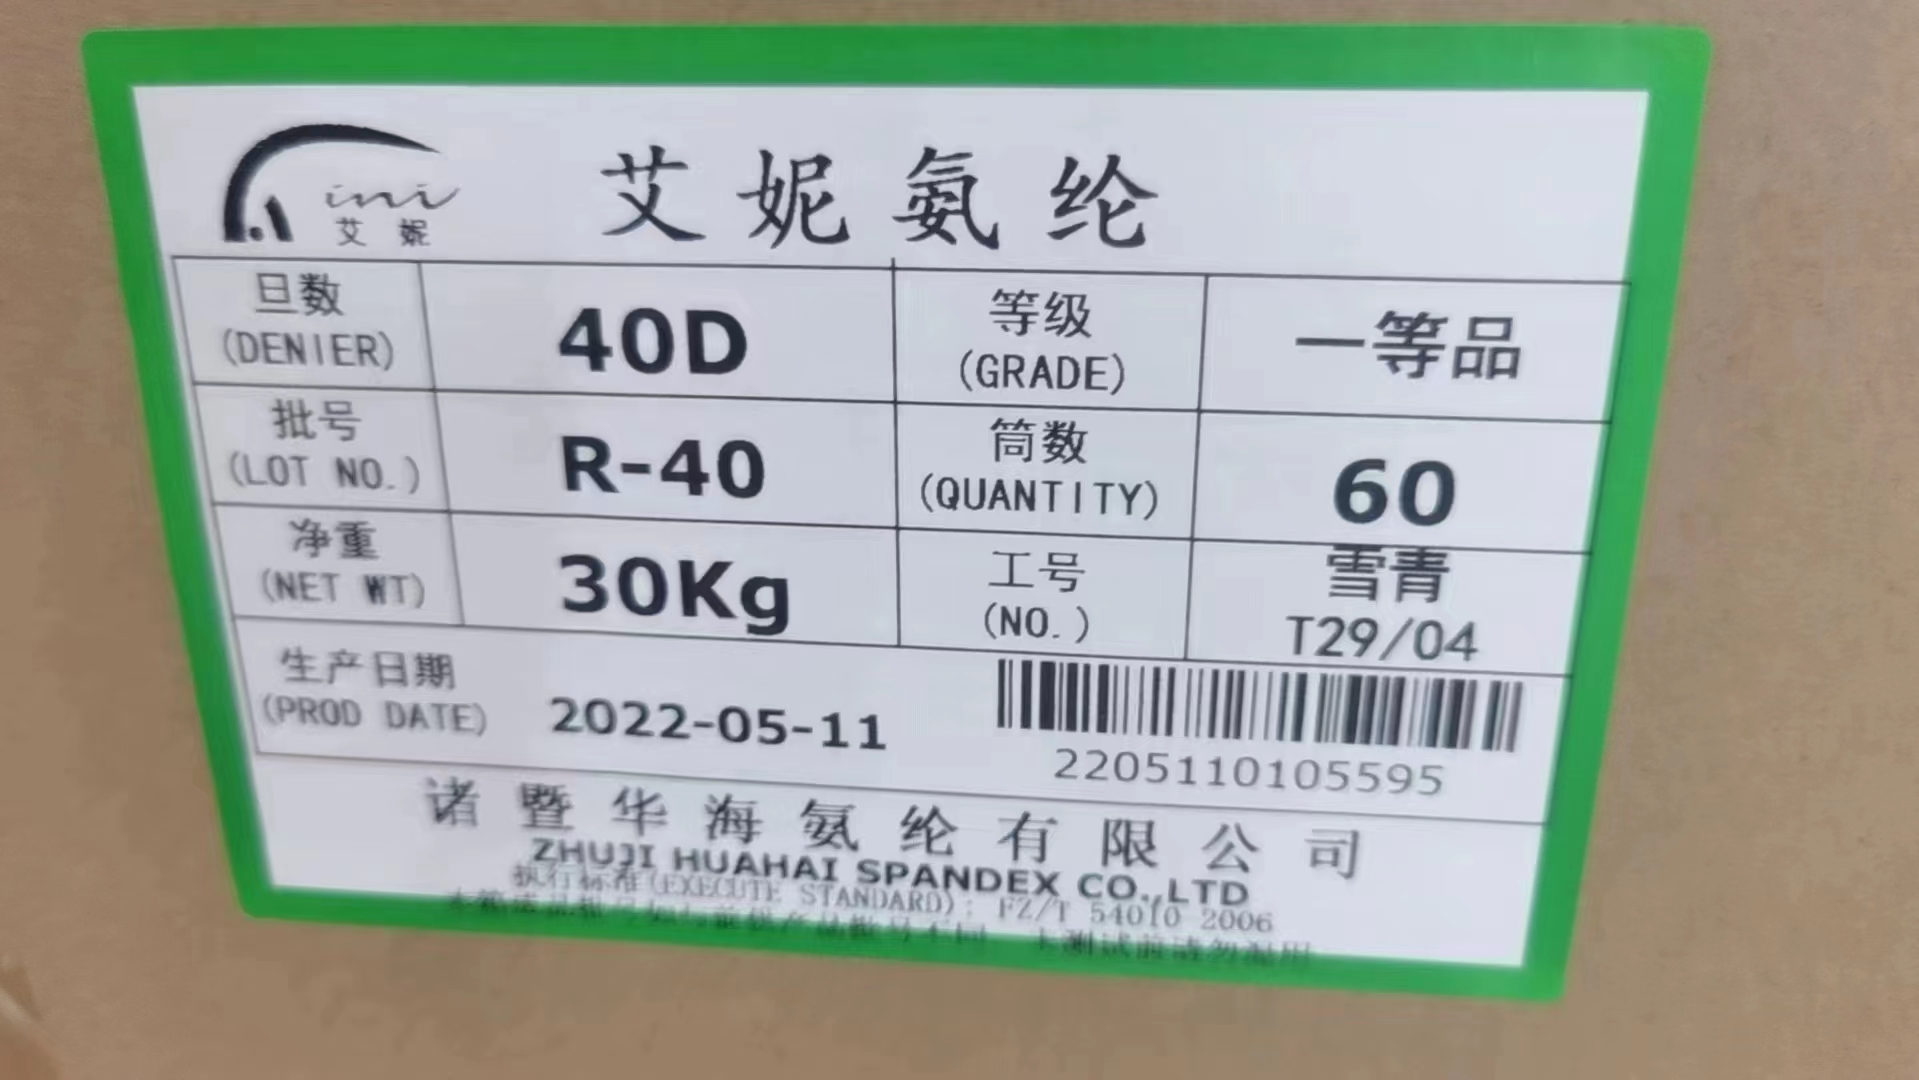 ini
艾妮
艾妮氨纶
旦数
(DENIER)
40D
等级
(GRADE)
一等品
批号
(LOT NO.)
R-40
筒数
(QUANTITY)
60
净重
(NET WT)
30Kg
工号
(NO.)
雪青
T29/04
生产日期
(PROD DATE)
2022-05-11
2205110105595
诸暨华海氨纶有限公司
ZHUJI HUAHAI SPANDEX CO.,LTD
执行标准(EXECUTE STANDARD): FZ/T 54010 2006